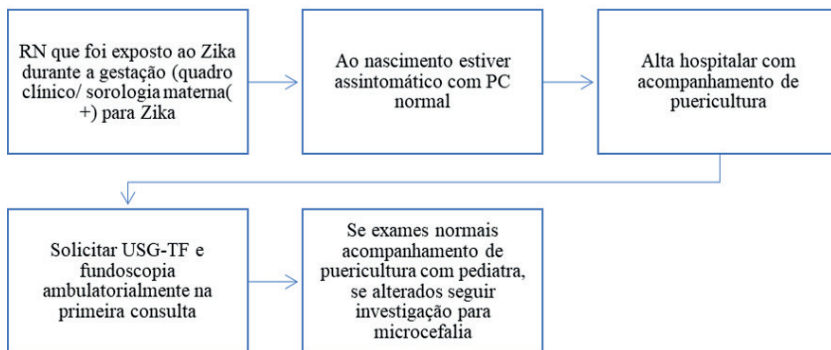 RN que foi exposto ao Zika
durante a gestação (quadro
clínico/ sorologia materna(
+) para Zika
Ao nascimento estiver
assintomático com PC
normal
Alta hospitalar com
acompanhamento de
puericultura
Solicitar USG-TF e
fundoscopia
ambulatorialmente na
primeira consulta
Se exames normais
acompanhamento de
puericultura com pediatra,
se alterados seguir
investigação para
microcefalia